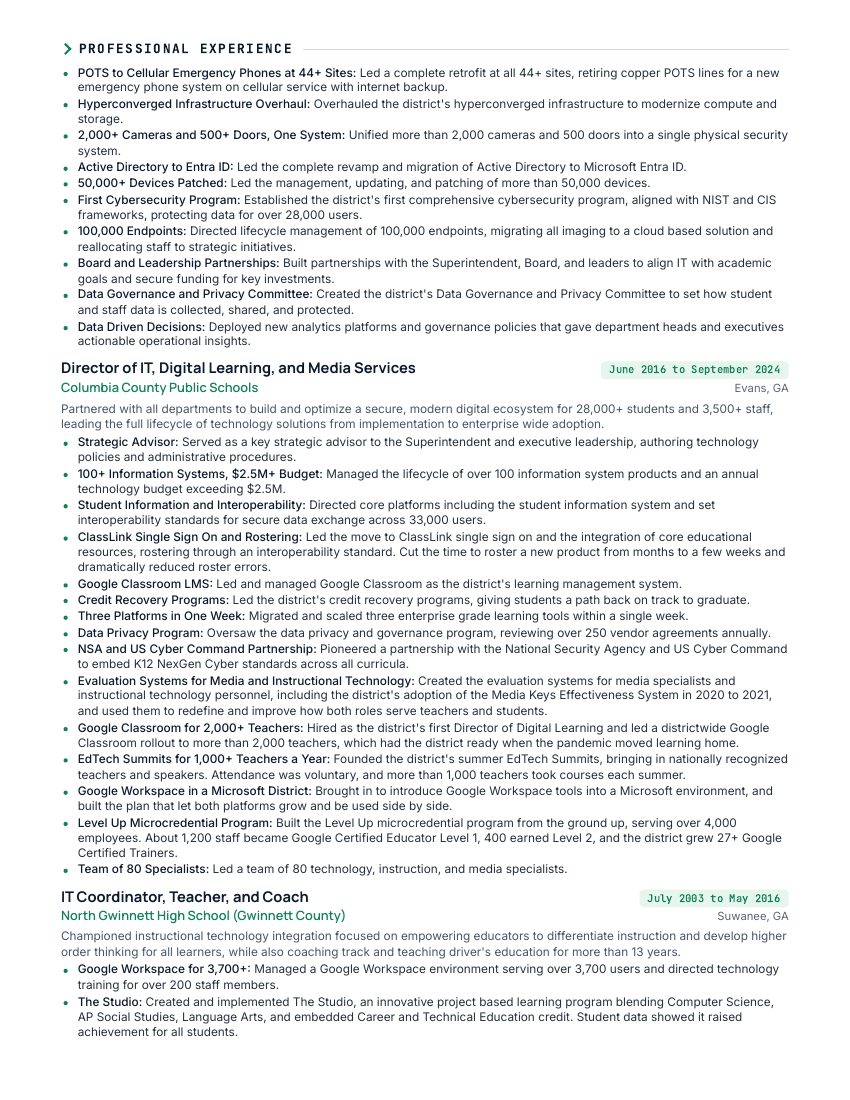 PROFESSIONAL EXPERIENCE
• POTS to Cellular Emergency Phones at 44+ Sites: Led a complete retrofit at all 44+ sites, retiring copper POTS lines for a new
emergency phone system on cellular service with internet backup.
• Hyperconverged Infrastructure Overhaul: Overhauled the district's hyperconverged infrastructure to modernize compute and
storage.
• 2,000+ Cameras and 500+ Doors, One System: Unified more than 2,000 cameras and 500 doors into a single physical security
system.
• Active Directory to Entra ID: Led the complete revamp and migration of Active Directory to Microsoft Entra ID.
• 50,000+ Devices Patched: Led the management, updating, and patching of more than 50,000 devices.
• First Cybersecurity Program: Established the district's first comprehensive cybersecurity program, aligned with NIST and CIS
frameworks, protecting data for over 28,000 users.
• 100,000 Endpoints: Directed lifecycle management of 100,000 endpoints, migrating all imaging to a cloud based solution and
reallocating staff to strategic initiatives.
• Board and Leadership Partnerships: Built partnerships with the Superintendent, Board, and leaders to align IT with academic
goals and secure funding for key investments.
• Data Governance and Privacy Committee: Created the district's Data Governance and Privacy Committee to set how student
and staff data is collected, shared, and protected.
• Data Driven Decisions: Deployed new analytics platforms and governance policies that gave department heads and executives
actionable operational insights.
Director of IT, Digital Learning, and Media Services June 2016 to September 2024
Columbia County Public Schools Evans, GA
Partnered with all departments to build and optimize a secure, modern digital ecosystem for 28,000+ students and 3,500+ staff,
leading the full lifecycle of technology solutions from implementation to enterprise wide adoption.
• Strategic Advisor: Served as a key strategic advisor to the Superintendent and executive leadership, authoring technology
policies and administrative procedures.
• 100+ Information Systems, $2.5M+ Budget: Managed the lifecycle of over 100 information system products and an annual
technology budget exceeding $2.5M.
• Student Information and Interoperability: Directed core platforms including the student information system and set
interoperability standards for secure data exchange across 33,000 users.
• ClassLink Single Sign On and Rostering: Led the move to ClassLink single sign on and the integration of core educational
resources, rostering through an interoperability standard. Cut the time to roster a new product from months to a few weeks and
dramatically reduced roster errors.
• Google Classroom LMS: Led and managed Google Classroom as the district's learning management system.
• Credit Recovery Programs: Led the district's credit recovery programs, giving students a path back on track to graduate.
• Three Platforms in One Week: Migrated and scaled three enterprise grade learning tools within a single week.
• Data Privacy Program: Oversaw the data privacy and governance program, reviewing over 250 vendor agreements annually.
• NSA and US Cyber Command Partnership: Pioneered a partnership with the National Security Agency and US Cyber Command
to embed K12 NexGen Cyber standards across all curricula.
• Evaluation Systems for Media and Instructional Technology: Created the evaluation systems for media specialists and
instructional technology personnel, including the district's adoption of the Media Keys Effectiveness System in 2020 to 2021,
and used them to redefine and improve how both roles serve teachers and students.
• Google Classroom for 2,000+ Teachers: Hired as the district's first Director of Digital Learning and led a districtwide Google
Classroom rollout to more than 2,000 teachers, which had the district ready when the pandemic moved learning home.
• EdTech Summits for 1,000+ Teachers a Year: Founded the district's summer EdTech Summits, bringing in nationally recognized
teachers and speakers. Attendance was voluntary, and more than 1,000 teachers took courses each summer.
• Google Workspace in a Microsoft District: Brought in to introduce Google Workspace tools into a Microsoft environment, and
built the plan that let both platforms grow and be used side by side.
• Level Up Microcredential Program: Built the Level Up microcredential program from the ground up, serving over 4,000
employees. About 1,200 staff became Google Certified Educator Level 1, 400 earned Level 2, and the district grew 27+ Google
Certified Trainers.
• Team of 80 Specialists: Led a team of 80 technology, instruction, and media specialists.
IT Coordinator, Teacher, and Coach July 2003 to May 2016
North Gwinnett High School (Gwinnett County) Suwanee, GA
Championed instructional technology integration focused on empowering educators to differentiate instruction and develop higher
order thinking for all learners, while also coaching track and teaching driver's education for more than 13 years.
• Google Workspace for 3,700+: Managed a Google Workspace environment serving over 3,700 users and directed technology
training for over 200 staff members.
• The Studio: Created and implemented The Studio, an innovative project based learning program blending Computer Science,
AP Social Studies, Language Arts, and embedded Career and Technical Education credit. Student data showed it raised
achievement for all students.